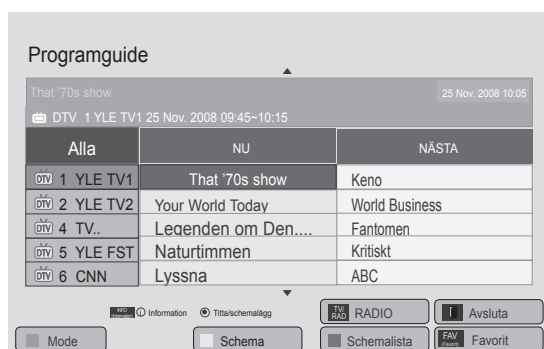 Programguide
That '70s show 25 Nov. 2008 10:05
DTV 1 YLE TV1 25 Nov. 2008 09:45~10:15
Alla NU NÄSTA
DTV 1 YLE TV1 That '70s show Keno
DTV 2 YLE TV2 Your World Today World Business
DTV 4 TV.. Legenden om Den.... Fantomen
DTV 5 YLE FST Naturtimmen Kritiskt
DTV 6 CNN Lyssna ABC
INFO i Information Titta/schemalägg TV/RAD RADIO Avsluta
Mode Schema Schemalista FAV Favorit